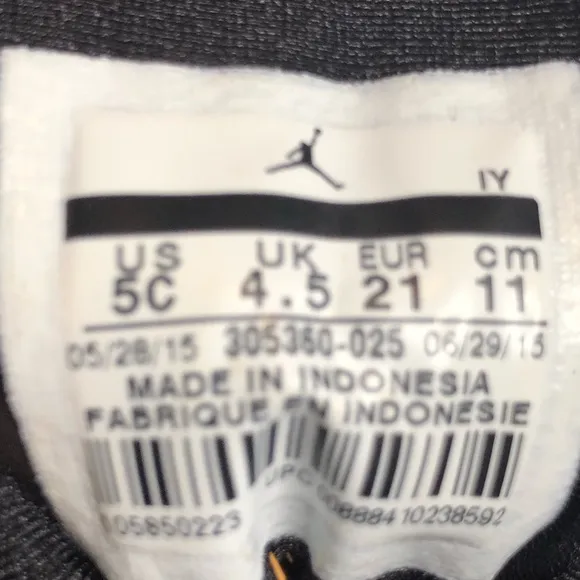 IY
US UK EUR cm
5C 4.5 21 11
05/28/15 305360-025 06/29/15
MADE IN INDONESIA
FABRIQUE EN INDONESIE
UPC
105850223